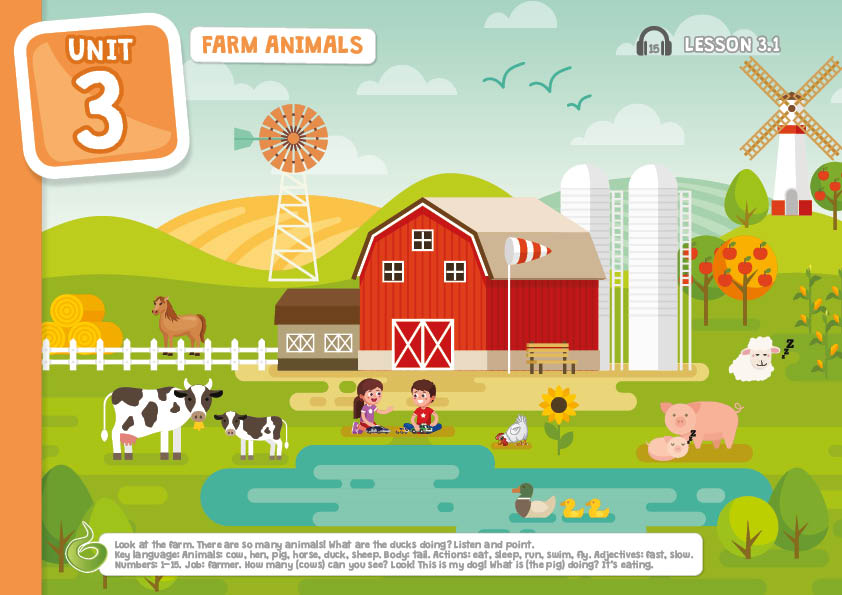 UNIT
3
FARM ANIMALS
15
LESSON 3.1
z
z
z
z
z
Look at the farm. There are so many animals! What are the ducks doing? Listen and point.
Key language: Animals: cow, hen, pig, horse, duck, sheep. Body: tail. Actions: eat, sleep, run, swim, fly. Adjectives: fast, slow.
Numbers: 1-15. Job: farmer. How many (cows) can you see? Look! This is my dog! What is (the pig) doing? It's eating.